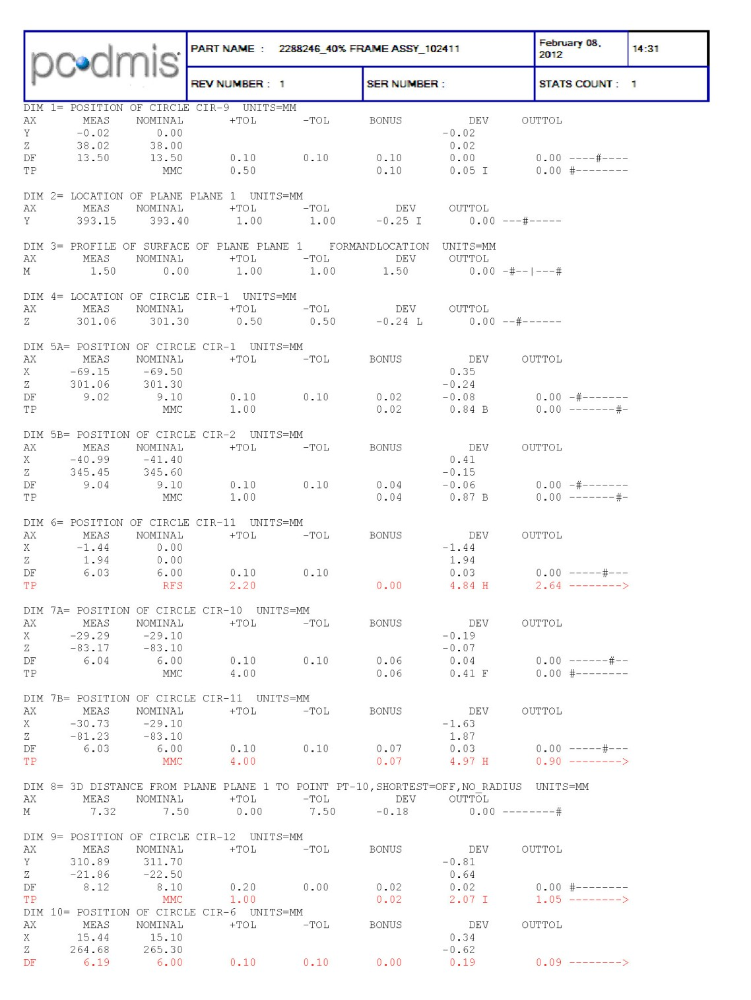 pc•dmis
PART NAME : 2288246_40% FRAME ASSY_102411
February 08, 2012
14:31
REV NUMBER : 1
SER NUMBER :
STATS COUNT : 1
DIM 1= POSITION OF CIRCLE CIR-9 UNITS=MM
AX MEAS NOMINAL +TOL -TOL BONUS DEV OUTTOL
Y -0.02 0.00 -0.02
Z 38.02 38.00 0.02
DF 13.50 13.50 0.10 0.10 0.10 0.00 0.00 ----#----
TP MMC 0.50 0.10 0.05 I 0.00 #--------
DIM 2= LOCATION OF PLANE PLANE 1 UNITS=MM
AX MEAS NOMINAL +TOL -TOL DEV OUTTOL
Y 393.15 393.40 1.00 1.00 -0.25 I 0.00 ---#-----
DIM 3= PROFILE OF SURFACE OF PLANE PLANE 1 FORMANDLOCATION UNITS=MM
AX MEAS NOMINAL +TOL -TOL DEV OUTTOL
M 1.50 0.00 1.00 1.00 1.50 0.00 -#--|---#
DIM 4= LOCATION OF CIRCLE CIR-1 UNITS=MM
AX MEAS NOMINAL +TOL -TOL DEV OUTTOL
Z 301.06 301.30 0.50 0.50 -0.24 L 0.00 --#------
DIM 5A= POSITION OF CIRCLE CIR-1 UNITS=MM
AX MEAS NOMINAL +TOL -TOL BONUS DEV OUTTOL
X -69.15 -69.50 0.35
Z 301.06 301.30 -0.24
DF 9.02 9.10 0.10 0.10 0.02 -0.08 0.00 -#-------
TP MMC 1.00 0.02 0.84 B 0.00 -------#-
DIM 5B= POSITION OF CIRCLE CIR-2 UNITS=MM
AX MEAS NOMINAL +TOL -TOL BONUS DEV OUTTOL
X -40.99 -41.40 0.41
Z 345.45 345.60 -0.15
DF 9.04 9.10 0.10 0.10 0.04 -0.06 0.00 -#-------
TP MMC 1.00 0.04 0.87 B 0.00 -------#-
DIM 6= POSITION OF CIRCLE CIR-11 UNITS=MM
AX MEAS NOMINAL +TOL -TOL BONUS DEV OUTTOL
X -1.44 0.00 -1.44
Z 1.94 0.00 1.94
DF 6.03 6.00 0.10 0.10 0.03 0.00 -----#---
TP RFS 2.20 0.00 4.84 H 2.64 -------->
DIM 7A= POSITION OF CIRCLE CIR-10 UNITS=MM
AX MEAS NOMINAL +TOL -TOL BONUS DEV OUTTOL
X -29.29 -29.10 -0.19
Z -83.17 -83.10 -0.07
DF 6.04 6.00 0.10 0.10 0.06 0.04 0.00 ------#--
TP MMC 4.00 0.06 0.41 F 0.00 #--------
DIM 7B= POSITION OF CIRCLE CIR-11 UNITS=MM
AX MEAS NOMINAL +TOL -TOL BONUS DEV OUTTOL
X -30.73 -29.10 -1.63
Z -81.23 -83.10 1.87
DF 6.03 6.00 0.10 0.10 0.07 0.03 0.00 -----#---
TP MMC 4.00 0.07 4.97 H 0.90 -------->
DIM 8= 3D DISTANCE FROM PLANE PLANE 1 TO POINT PT-10,SHORTEST=OFF,NO_RADIUS UNITS=MM
AX MEAS NOMINAL +TOL -TOL DEV OUTTOL
M 7.32 7.50 0.00 7.50 -0.18 0.00 --------#
DIM 9= POSITION OF CIRCLE CIR-12 UNITS=MM
AX MEAS NOMINAL +TOL -TOL BONUS DEV OUTTOL
Y 310.89 311.70 -0.81
Z -21.86 -22.50 0.64
DF 8.12 8.10 0.20 0.00 0.02 0.02 0.00 #--------
TP MMC 1.00 0.02 2.07 I 1.05 -------->
DIM 10= POSITION OF CIRCLE CIR-6 UNITS=MM
AX MEAS NOMINAL +TOL -TOL BONUS DEV OUTTOL
X 15.44 15.10 0.34
Z 264.68 265.30 -0.62
DF 6.19 6.00 0.10 0.10 0.00 0.19 0.09 -------->